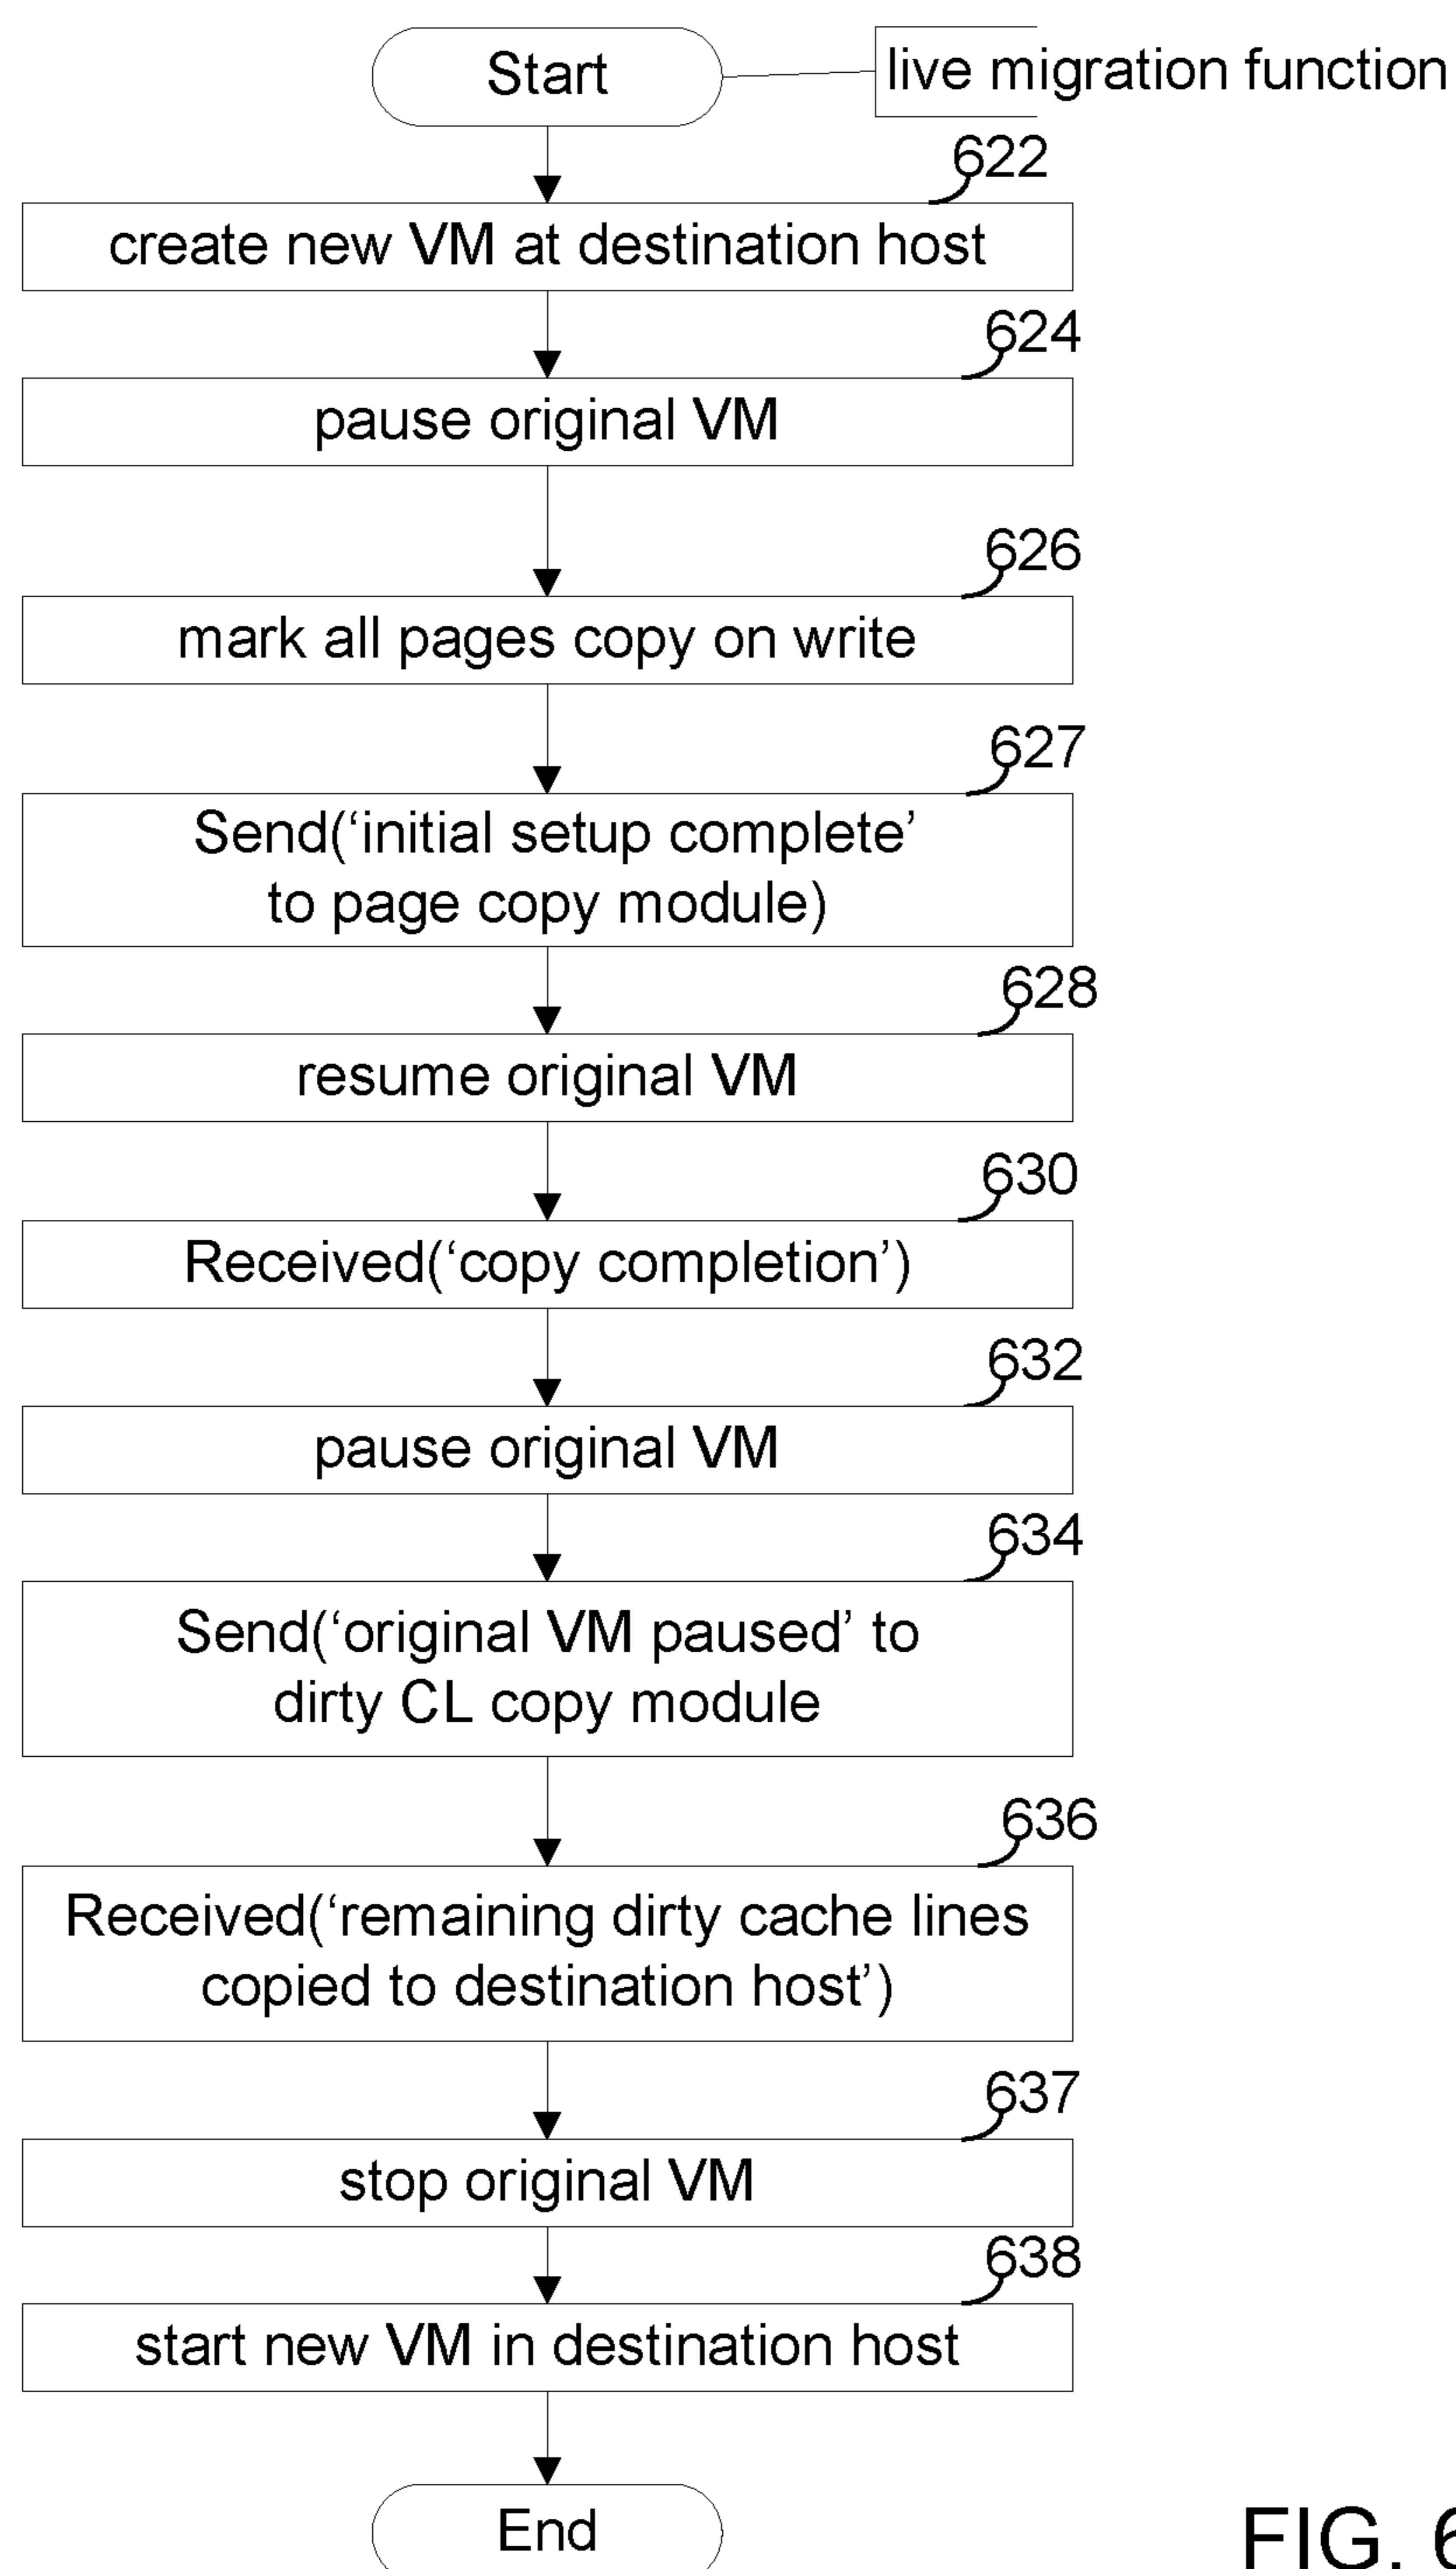 Start
live migration function
622
create new VM at destination host
624
pause original VM
626
mark all pages copy on write
627
Send(‘initial setup complete’
to page copy module)
628
resume original VM
630
Received(‘copy completion’)
632
pause original VM
634
Send(‘original VM paused’ to
dirty CL copy module
636
Received(‘remaining dirty cache lines
copied to destination host’)
637
stop original VM
638
start new VM in destination host
End
FIG. 6